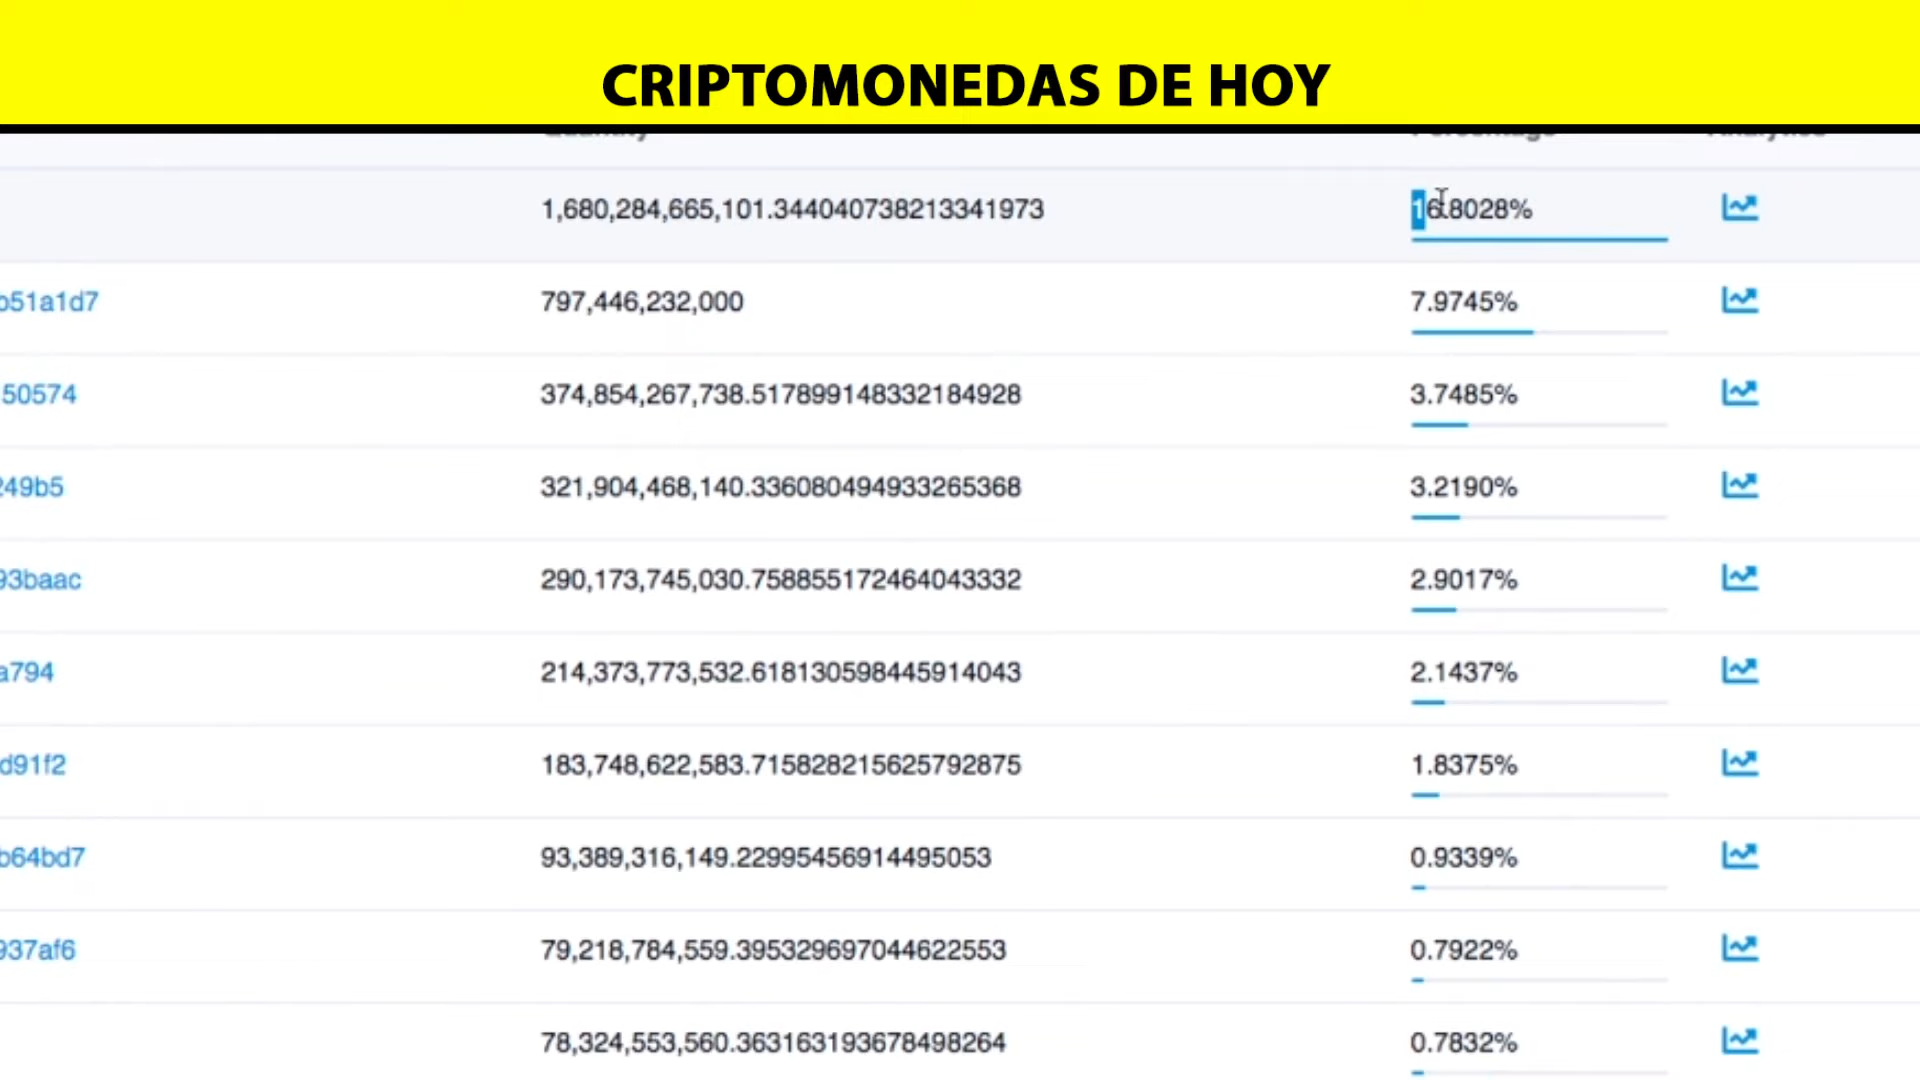 CRIPTOMONEDAS DE HOY
Quantity Percentage Analytics
1,680,284,665,101.344040738213341973 16.8028%
b51a1d7 797,446,232,000 7.9745%
50574 374,854,267,738.517899148332184928 3.7485%
249b5 321,904,468,140.336080494933265368 3.2190%
93baac 290,173,745,030.758855172464043332 2.9017%
a794 214,373,773,532.618130598445914043 2.1437%
d91f2 183,748,622,583.715828215625792875 1.8375%
b64bd7 93,389,316,149.22995456914495053 0.9339%
937af6 79,218,784,559.395329697044622553 0.7922%
78,324,553,560.363163193678498264 0.7832%